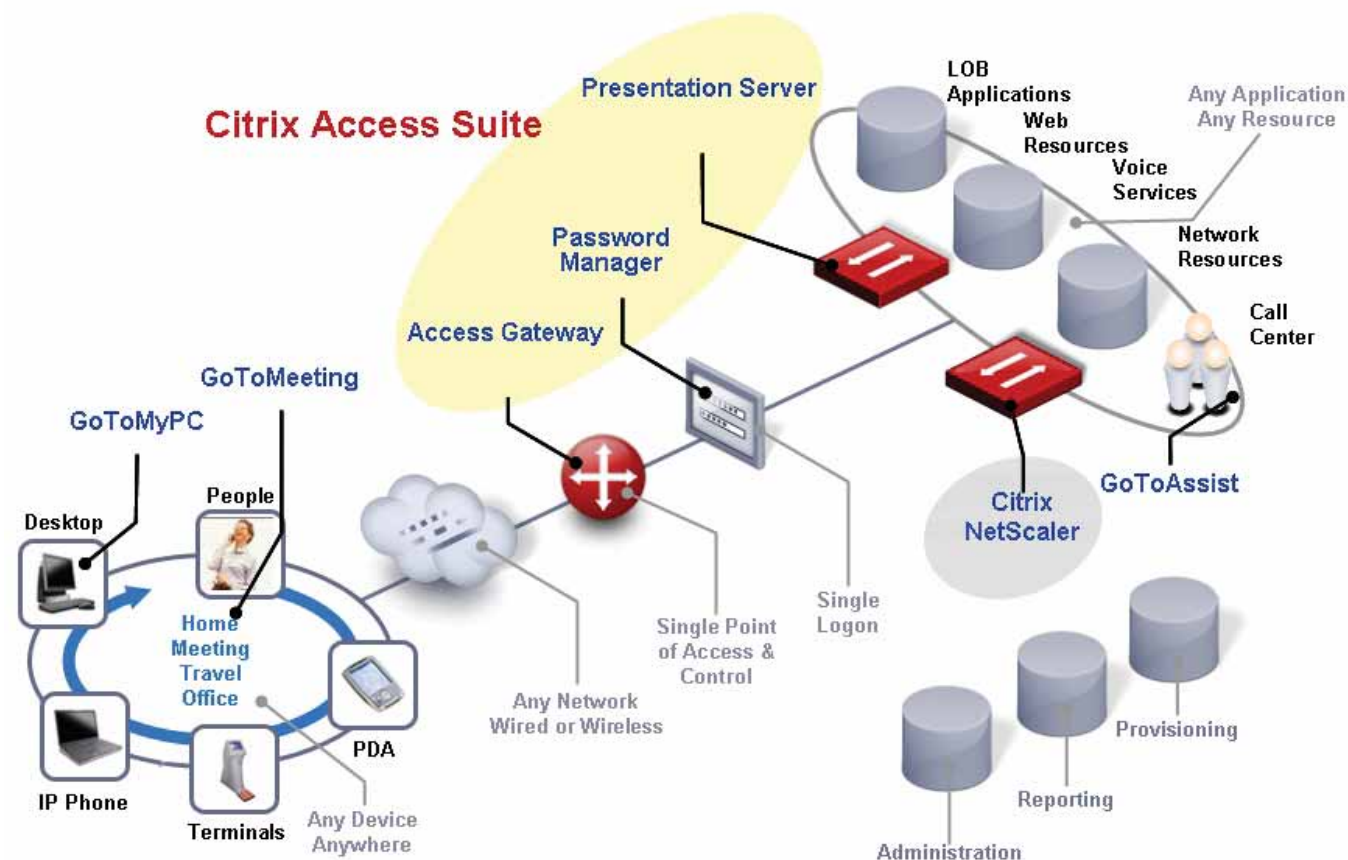 Citrix Access Suite
Presentation Server
Password
Manager
Access Gateway
GoToMeeting
GoToMyPC
LOB
Applications
Web
Resources
Voice
Services
Network
Resources
Call
Center
Any Application
Any Resource
GoToAssist
Citrix
NetScaler
Desktop
People
Home
Meeting
Travel
Office
PDA
IP Phone
Terminals
Any Device
Anywhere
Any Network
Wired or Wireless
Single Point
of Access &
Control
Single
Logon
Provisioning
Reporting
Administration